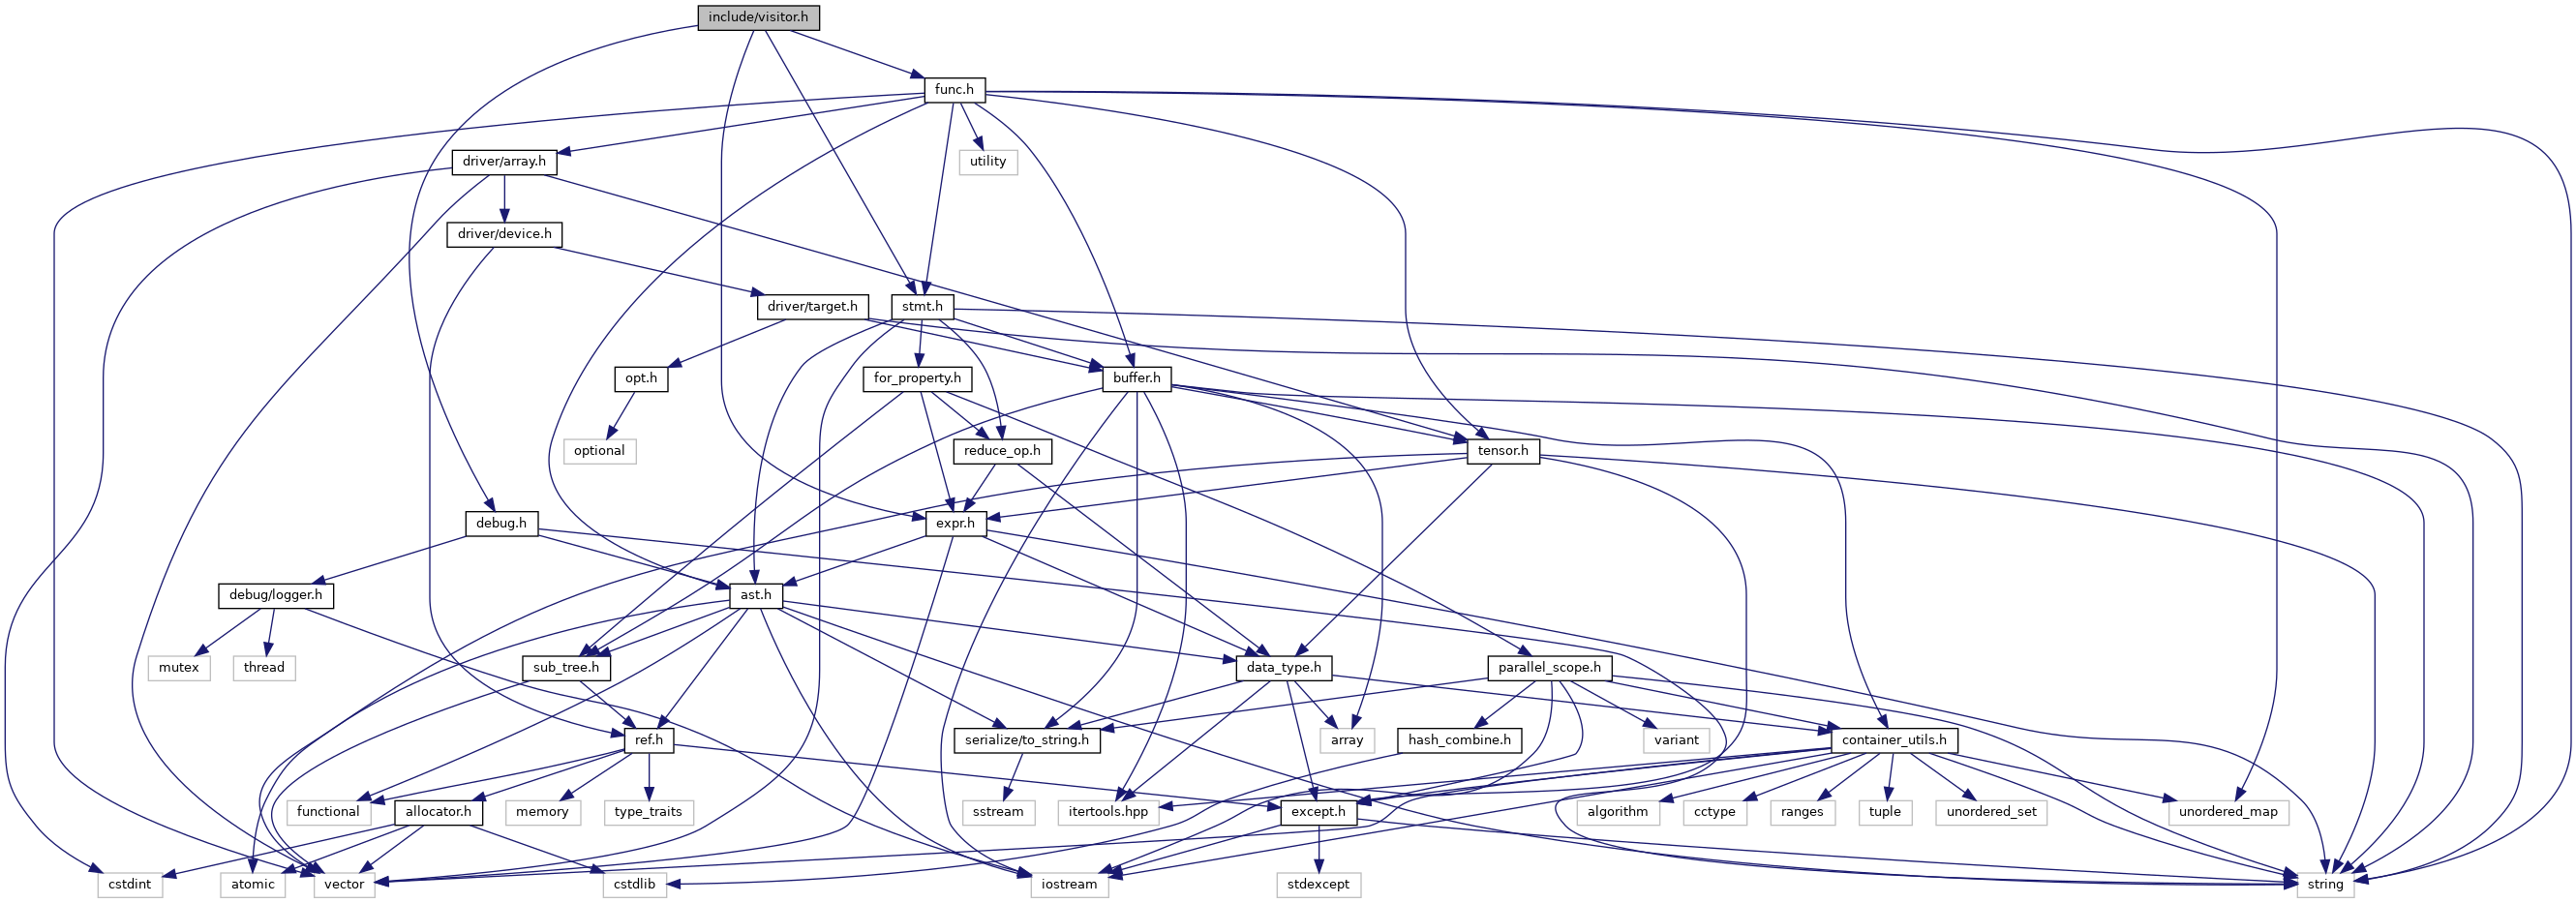 include/visitor.h
func.h
driver/array.h
utility
driver/device.h
driver/target.h
stmt.h
opt.h
for_property.h
buffer.h
optional
reduce_op.h
tensor.h
debug.h
expr.h
debug/logger.h
ast.h
mutex
thread
sub_tree.h
data_type.h
parallel_scope.h
ref.h
serialize/to_string.h
array
hash_combine.h
variant
container_utils.h
functional
allocator.h
memory
type_traits
sstream
itertools.hpp
except.h
algorithm
cctype
ranges
tuple
unordered_set
unordered_map
cstdint
atomic
vector
cstdlib
iostream
stdexcept
string